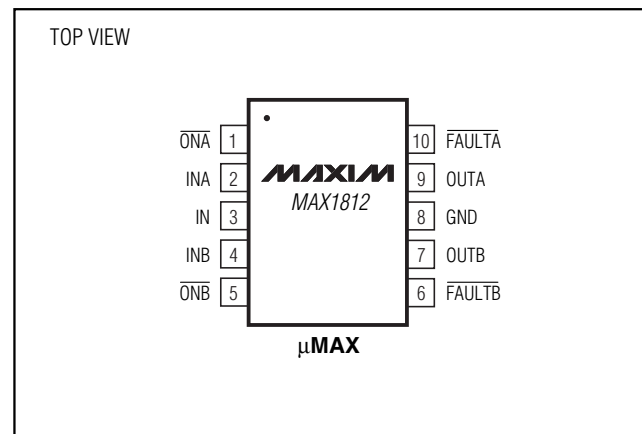 TOP VIEW
ONA 1 10 FAULTA
INA 2 MAXIM 9 OUTA
MAX1812
IN 3 8 GND
INB 4 7 OUTB
ONB 5 6 FAULTB
µMAX